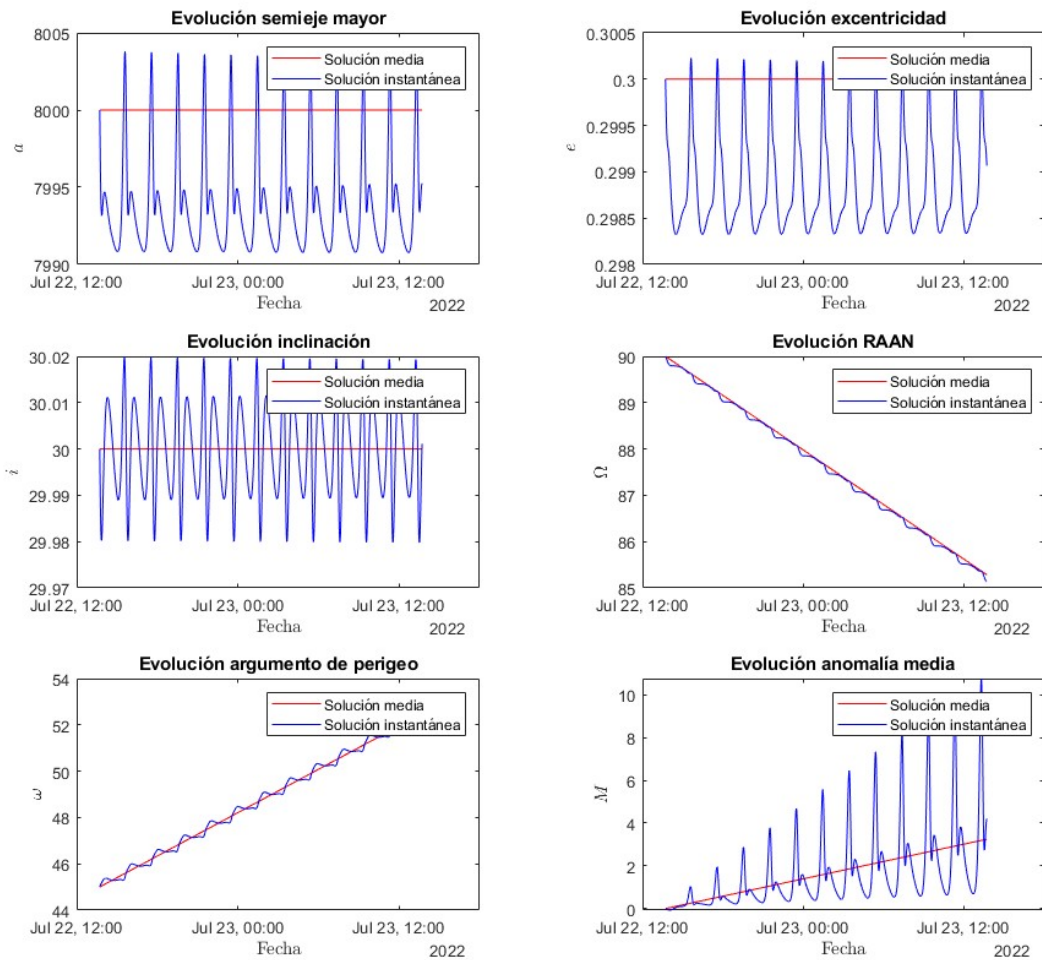 Evolución semieje mayor
8005
8000
7995
7990
a
Solución media
Solución instantánea
Jul 22, 12:00
Jul 23, 00:00
Jul 23, 12:00
Fecha
2022
Evolución excentricidad
0.3005
0.3
0.2995
0.299
0.2985
0.298
e
Solución media
Solución instantánea
Jul 22, 12:00
Jul 23, 00:00
Jul 23, 12:00
Fecha
2022
Evolución inclinación
30.02
30.01
30
29.99
29.98
29.97
i
Solución media
Solución instantánea
Jul 22, 12:00
Jul 23, 00:00
Jul 23, 12:00
Fecha
2022
Evolución RAAN
90
89
88
87
86
85
Ω
Solución media
Solución instantánea
Jul 22, 12:00
Jul 23, 00:00
Jul 23, 12:00
Fecha
2022
Evolución argumento de perigeo
54
52
50
48
46
44
ω
Solución media
Solución instantánea
Jul 22, 12:00
Jul 23, 00:00
Jul 23, 12:00
Fecha
2022
Evolución anomalía media
10
8
6
4
2
0
M
Solución media
Solución instantánea
Jul 22, 12:00
Jul 23, 00:00
Jul 23, 12:00
Fecha
2022